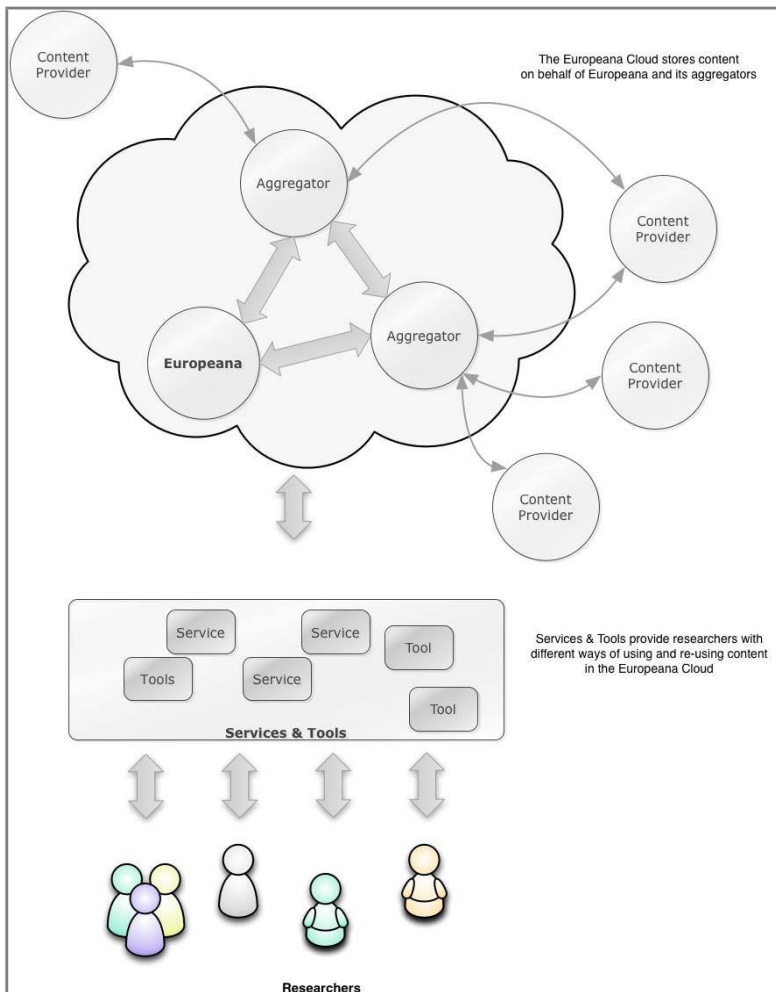 Content
Provider
The Europeana Cloud stores content
on behalf of Europeana and its aggregators
Aggregator
Content
Provider
Aggregator
Europeana
Content
Provider
Content
Provider
Service
Service
Tool
Tools
Service
Tool
Services & Tools
Services & Tools provide researchers with
different ways of using and re-using content
in the Europeana Cloud
Researchers